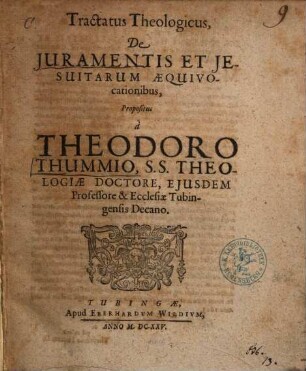 9
Tractatus Theologicus,
De
JURAMENTIS ET JE-
SUITARUM ÆQUIVO-
cationibus,
Propositus
à
THEODORO
THUMMIO, S.S. THEO-
LOGIÆ DOCTORE, EJUSDEM
Professore & Ecclesiæ Tubin-
gensis Decano.
TUBINGÆ,
Apud EBERHARDUM WILDIUM,
ANNO M. DC. XXV.